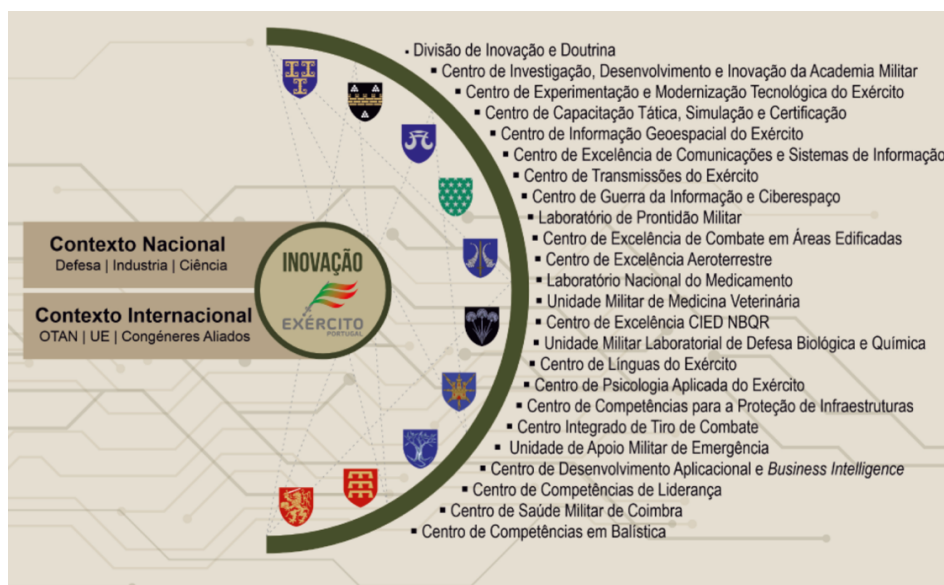 Divisão de Inovação e Doutrina
Centro de Investigação, Desenvolvimento e Inovação da Academia Militar
Centro de Experimentação e Modernização Tecnológica do Exército
Centro de Capacitação Tática, Simulação e Certificação
Centro de Informação Geoespacial do Exército
Centro de Excelência de Comunicações e Sistemas de Informação
Centro de Transmissões do Exército
Centro de Guerra da Informação e Ciberespaço
Laboratório de Prontidão Militar
Centro de Excelência de Combate em Áreas Edificadas
Centro de Excelência Aeroterrestre
Laboratório Nacional do Medicamento
Unidade Militar de Medicina Veterinária
Centro de Excelência CIED NBQR
Unidade Militar Laboratorial de Defesa Biológica e Química
Centro de Línguas do Exército
Centro de Psicologia Aplicada do Exército
Centro de Competências para a Proteção de Infraestruturas
Centro Integrado de Tiro de Combate
Unidade de Apoio Militar de Emergência
Centro de Desenvolvimento Aplicacional e Business Intelligence
Centro de Competências de Liderança
Centro de Saúde Militar de Coimbra
Centro de Competências em Balística
Contexto Nacional
Defesa | Industria | Ciência
Contexto Internacional
OTAN | UE | Congéneres Aliados
INOVAÇÃO
EXÉRCITO
PORTUGAL